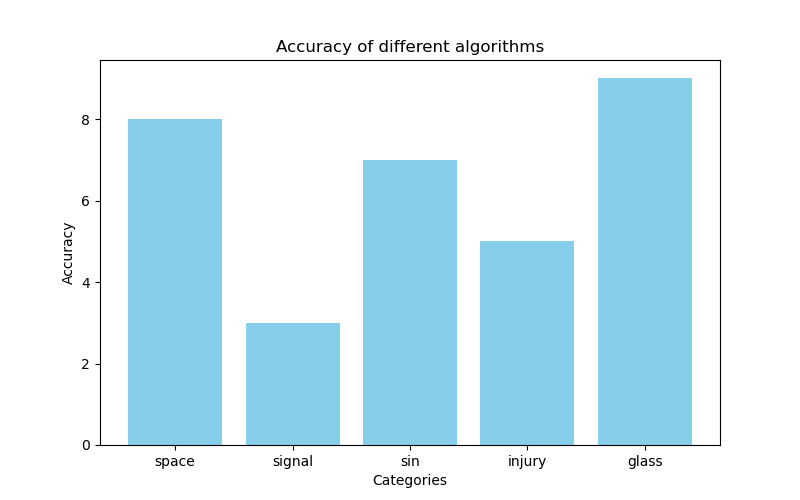 Accuracy of different algorithms
Accuracy
8
6
4
2
0
space signal sin injury glass
Categories